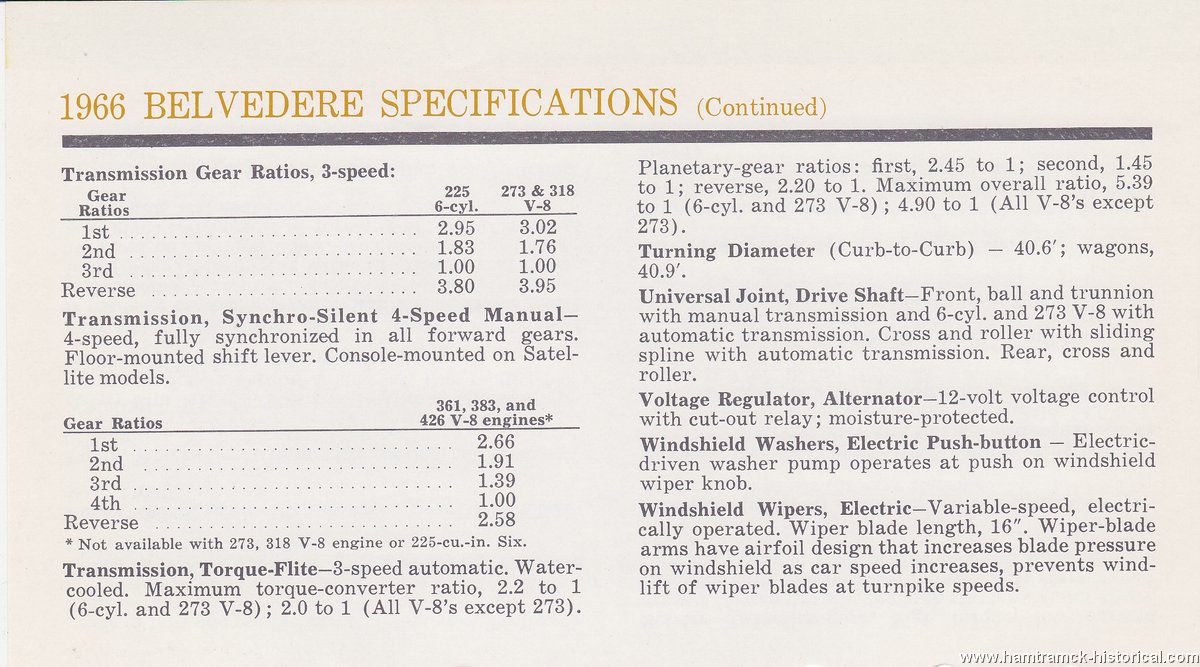 1966 BELVEDERE SPECIFICATIONS (Continued)
Transmission Gear Ratios, 3-speed:
Gear Ratios 225 6-cyl. 273 & 318 V-8
1st 2.95 3.02
2nd 1.83 1.76
3rd 1.00 1.00
Reverse 3.80 3.95
Transmission, Synchro-Silent 4-Speed Manual—
4-speed, fully synchronized in all forward gears.
Floor-mounted shift lever. Console-mounted on Satel-
lite models.
361, 383, and
Gear Ratios 426 V-8 engines*
1st 2.66
2nd 1.91
3rd 1.39
4th 1.00
Reverse 2.58
* Not available with 273, 318 V-8 engine or 225-cu.-in. Six.
Transmission, Torque-Flite—3-speed automatic. Water-
cooled. Maximum torque-converter ratio, 2.2 to 1
(6-cyl. and 273 V-8); 2.0 to 1 (All V-8's except 273).
Planetary-gear ratios: first, 2.45 to 1; second, 1.45
to 1; reverse, 2.20 to 1. Maximum overall ratio, 5.39
to 1 (6-cyl. and 273 V-8); 4.90 to 1 (All V-8's except
273).
Turning Diameter (Curb-to-Curb) — 40.6′; wagons,
40.9′.
Universal Joint, Drive Shaft—Front, ball and trunnion
with manual transmission and 6-cyl. and 273 V-8 with
automatic transmission. Cross and roller with sliding
spline with automatic transmission. Rear, cross and
roller.
Voltage Regulator, Alternator—12-volt voltage control
with cut-out relay; moisture-protected.
Windshield Washers, Electric Push-button — Electric-
driven washer pump operates at push on windshield
wiper knob.
Windshield Wipers, Electric—Variable-speed, electri-
cally operated. Wiper blade length, 16″. Wiper-blade
arms have airfoil design that increases blade pressure
on windshield as car speed increases, prevents wind-
lift of wiper blades at turnpike speeds.
www.hamtramck-historical.com